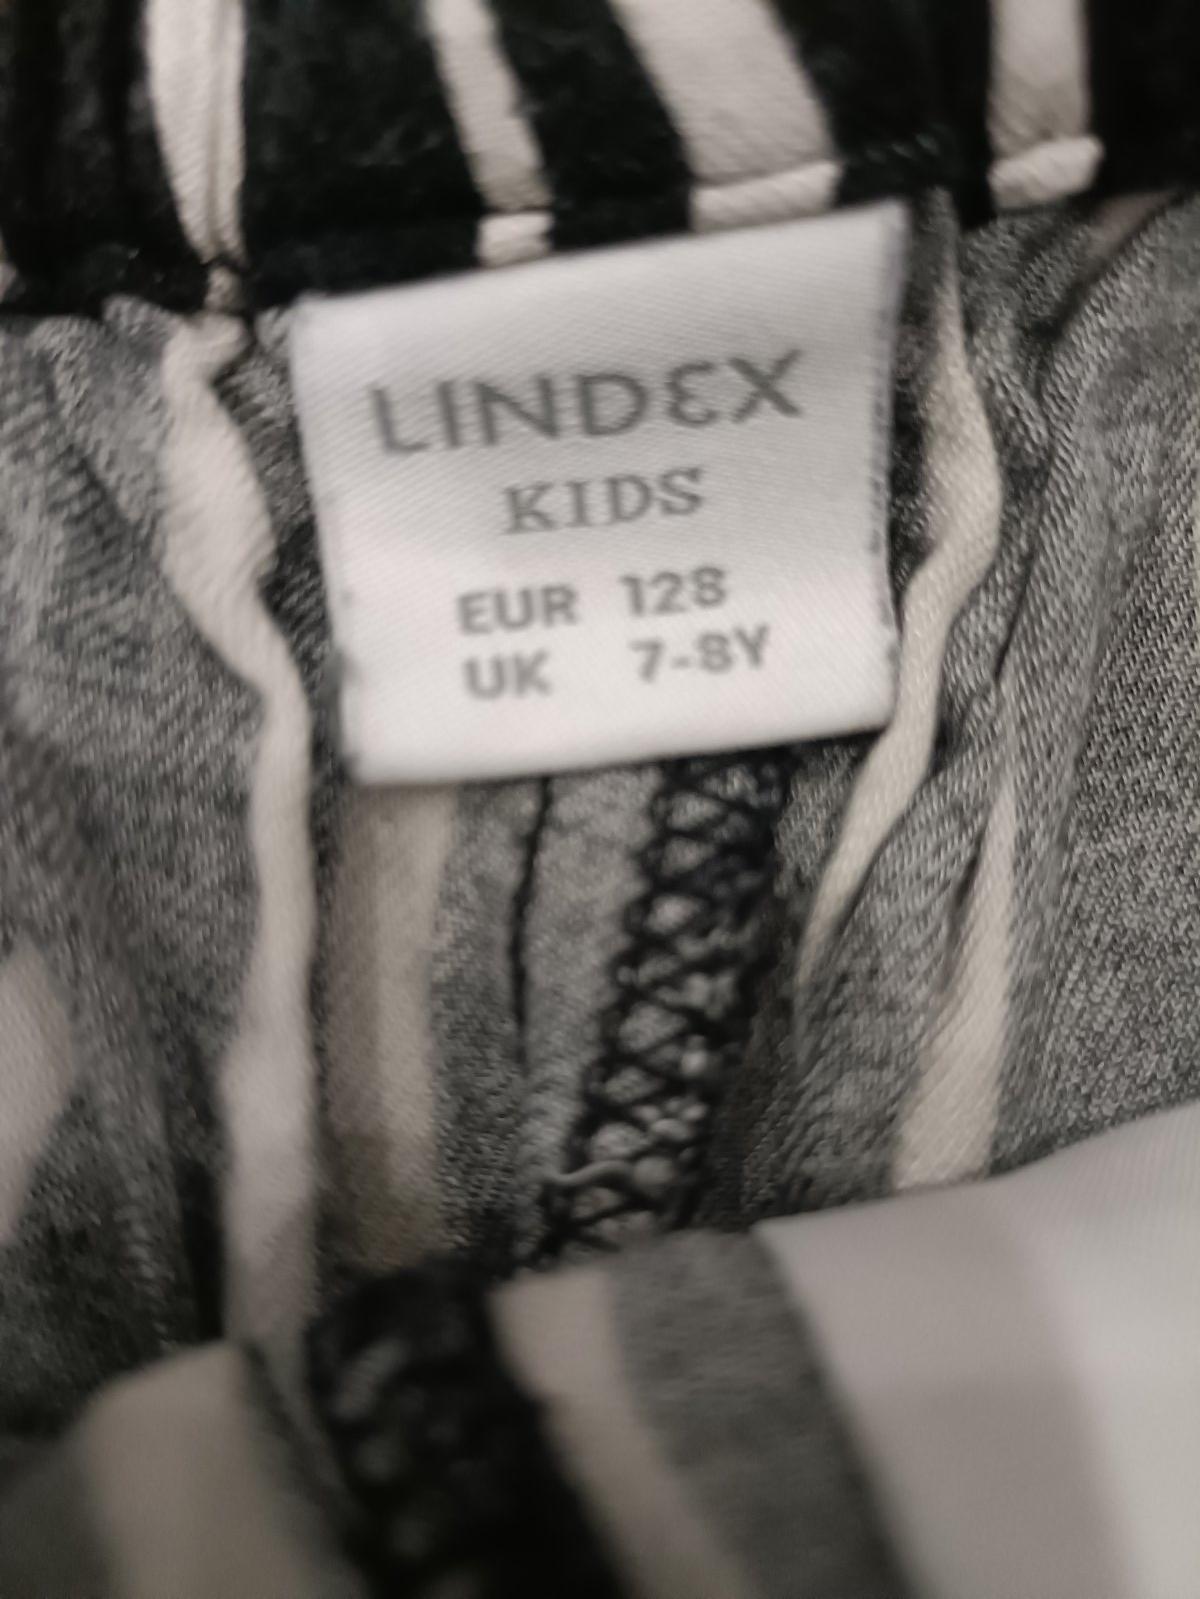 LINDEX
KIDS
EUR 128
UK 7-8Y